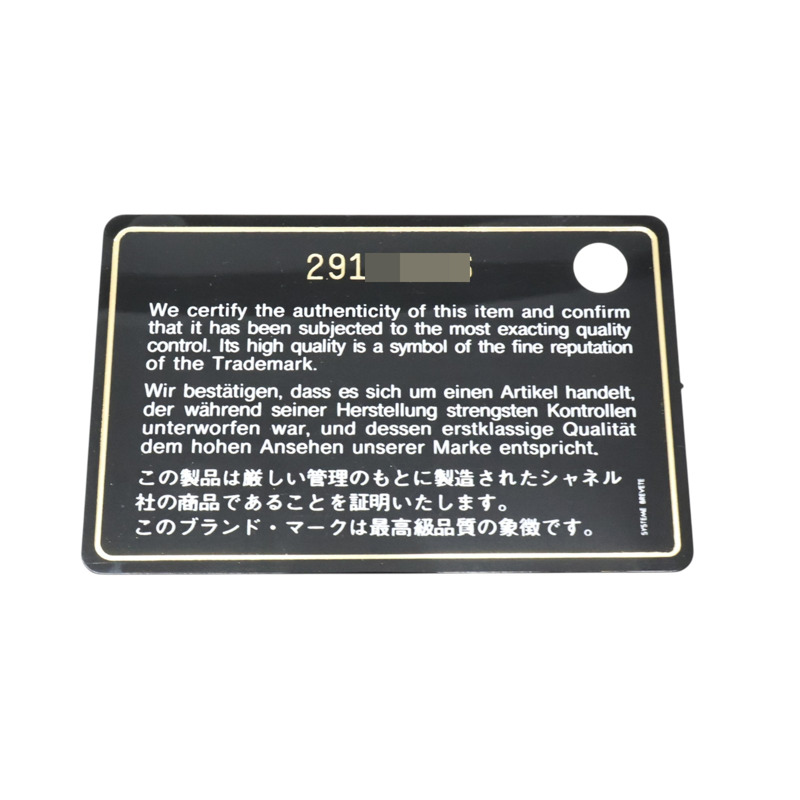 291
We certify the authenticity of this item and confirm
that it has been subjected to the most exacting quality
control. Its high quality is a symbol of the fine reputation
of the Trademark.
Wir bestätigen, dass es sich um einen Artikel handelt,
der während seiner Herstellung strengsten Kontrollen
unterworfen war, und dessen erstklassige Qualität
dem hohen Ansehen unserer Marke entspricht.
この製品は厳しい管理のもとに製造されたシャネル
社の商品であることを証明いたします。
このブランド・マークは最高級品質の象徴です。
SYSTEME BREVETE